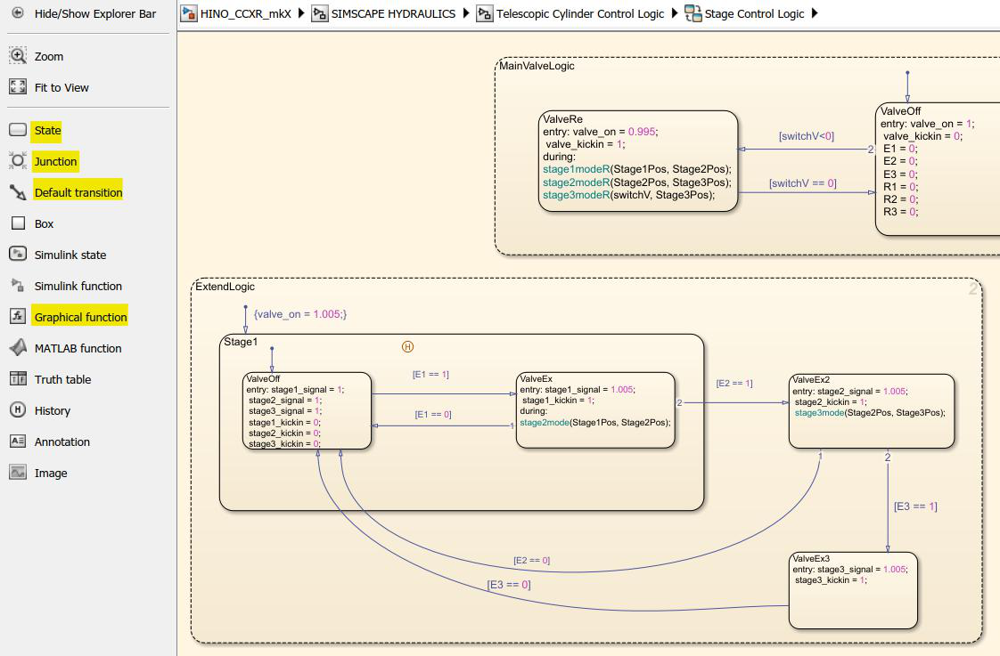 Hide/Show Explorer Bar
HINO_CCXR_mkX
SIMSCAPE HYDRAULICS
Telescopic Cylinder Control Logic
Stage Control Logic
Zoom
Fit to View
State
Junction
Default transition
Box
Simulink state
Simulink function
fx
Graphical function
MATLAB function
T F
Truth table
H
History
A
Annotation
Image
MainValveLogic
ValveRe
entry: valve_on = 0.995;
valve_kickin = 1;
during:
stage1modeR(Stage1Pos, Stage2Pos);
stage2modeR(Stage2Pos, Stage3Pos);
stage3modeR(switchV, Stage3Pos);
[switchV<0]
2
[switchV == 0]
ValveOff
entry: valve_on = 1;
valve_kickin = 0;
E1 = 0;
E2 = 0;
E3 = 0;
R1 = 0;
R2 = 0;
R3 = 0;
ExtendLogic
2
{valve_on = 1.005;}
Stage1
H
ValveOff
entry: stage1_signal = 1;
stage2_signal = 1;
stage3_signal = 1;
stage1_kickin = 0;
stage2_kickin = 0;
stage3_kickin = 0;
[E1 == 1]
[E1 == 0]
1
ValveEx
entry: stage1_signal = 1.005;
stage1_kickin = 1;
during:
stage2mode(Stage1Pos, Stage2Pos);
2
[E2 == 1]
ValveEx2
entry: stage2_signal = 1.005;
stage2_kickin = 1;
stage3mode(Stage2Pos, Stage3Pos);
1
2
[E3 == 1]
[E2 == 0]
[E3 == 0]
ValveEx3
entry: stage3_signal = 1.005;
stage3_kickin = 1;